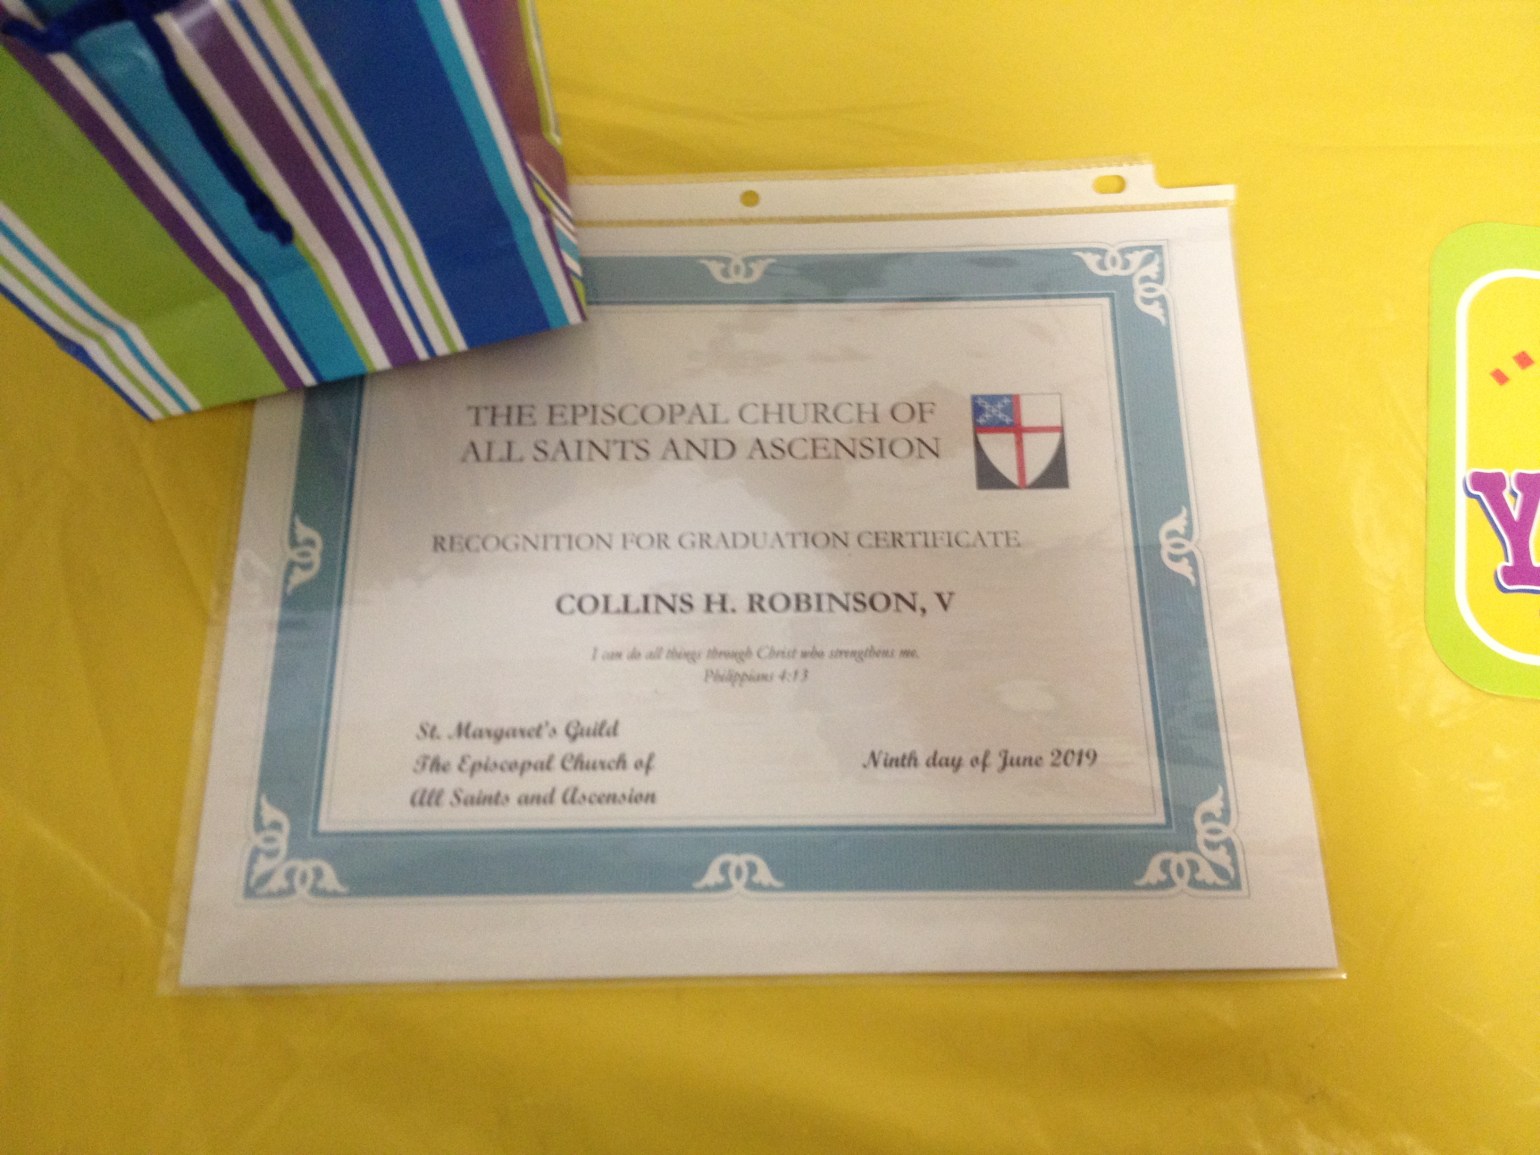 THE EPISCOPAL CHURCH OF
ALL SAINTS AND ASCENSION
RECOGNITION FOR GRADUATION CERTIFICATE
COLLINS H. ROBINSON, V
I can do all things through Christ who strengthens me.
Philippians 4:13
St. Margaret's Guild
The Episcopal Church of
All Saints and Ascension
Ninth day of June 2019
Y